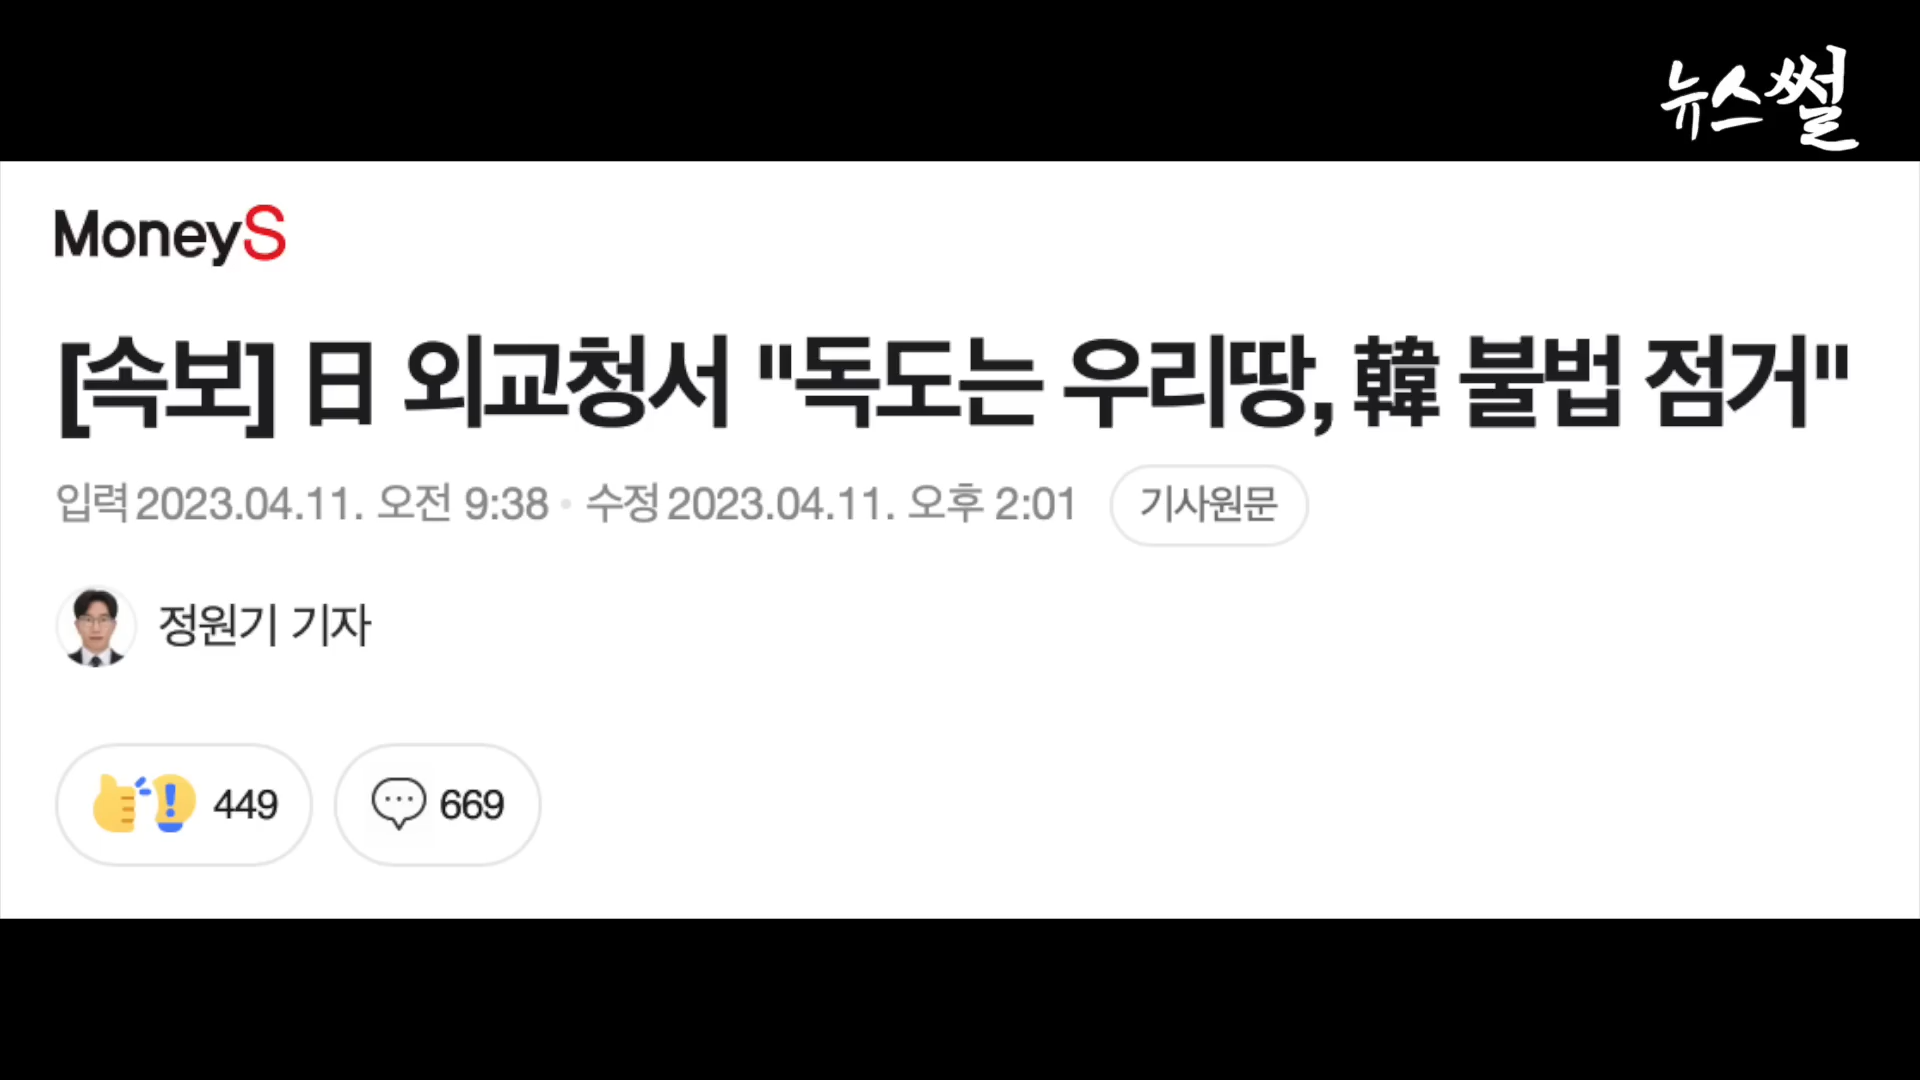 뉴스썰
MoneyS
[속보] 日 외교청서 "독도는 우리땅, 韓 불법 점거"
입력 2023.04.11. 오전 9:38 · 수정 2023.04.11. 오후 2:01 기사원문
정원기 기자
449 669